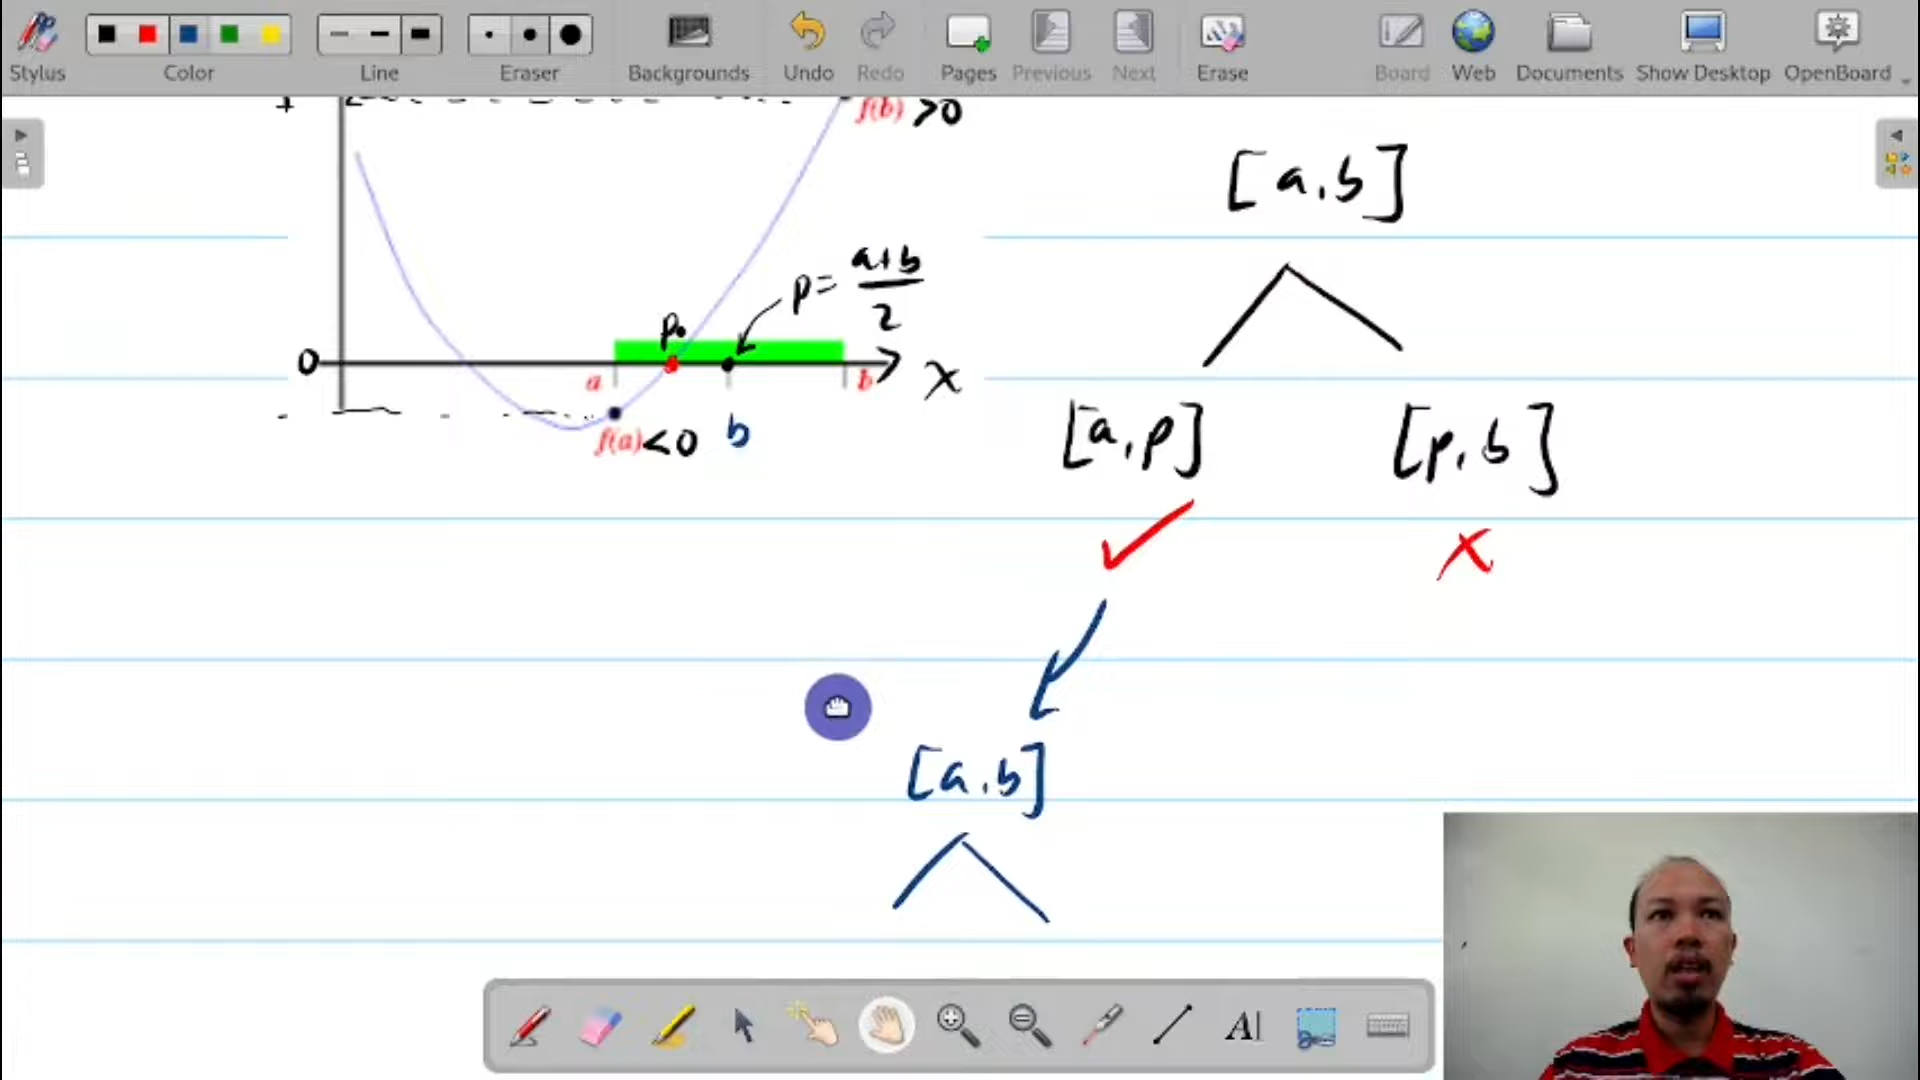 Stylus
Color
Line
Eraser
Backgrounds
Undo
Redo
Pages
Previous
Next
Erase
Board
Web
Documents
Show Desktop
OpenBoard
f(b) >0
[a,b]
p= a+b
2
p.
0
a
b
x
f(a)<0 b
[a,p] [p,b]
x
[a,b]
AI